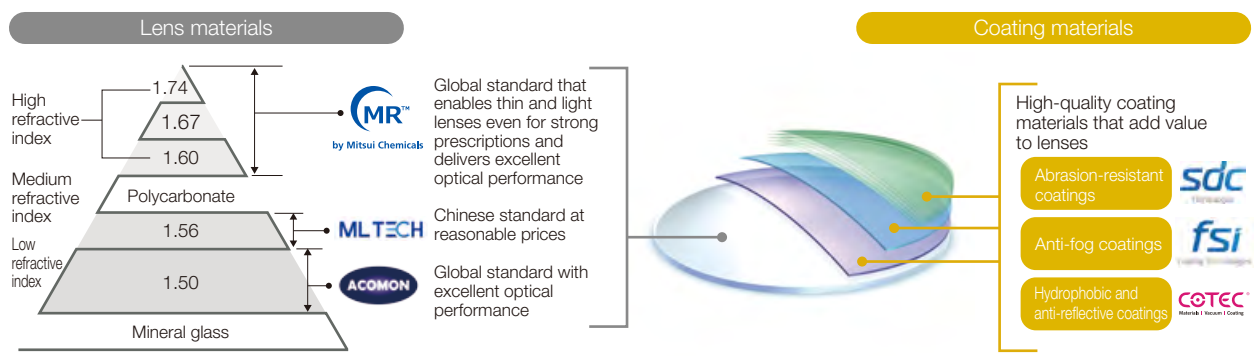 Lens materials
Coating materials
High
refractive
index
Medium
refractive
index
Low
refractive
index
1.74
1.67
1.60
Polycarbonate
1.56
1.50
Mineral glass
MR™
by Mitsui Chemicals
MLTECH
ACOMON
Global standard that
enables thin and light
lenses even for strong
prescriptions and
delivers excellent
optical performance
Chinese standard at
reasonable prices
Global standard with
excellent optical
performance
High-quality coating
materials that add value
to lenses
Abrasion-resistant
coatings
sdc
Anti-fog coatings
fsi
Hydrophobic and
anti-reflective coatings
COTEC®
Materials | Vacuum | Coating